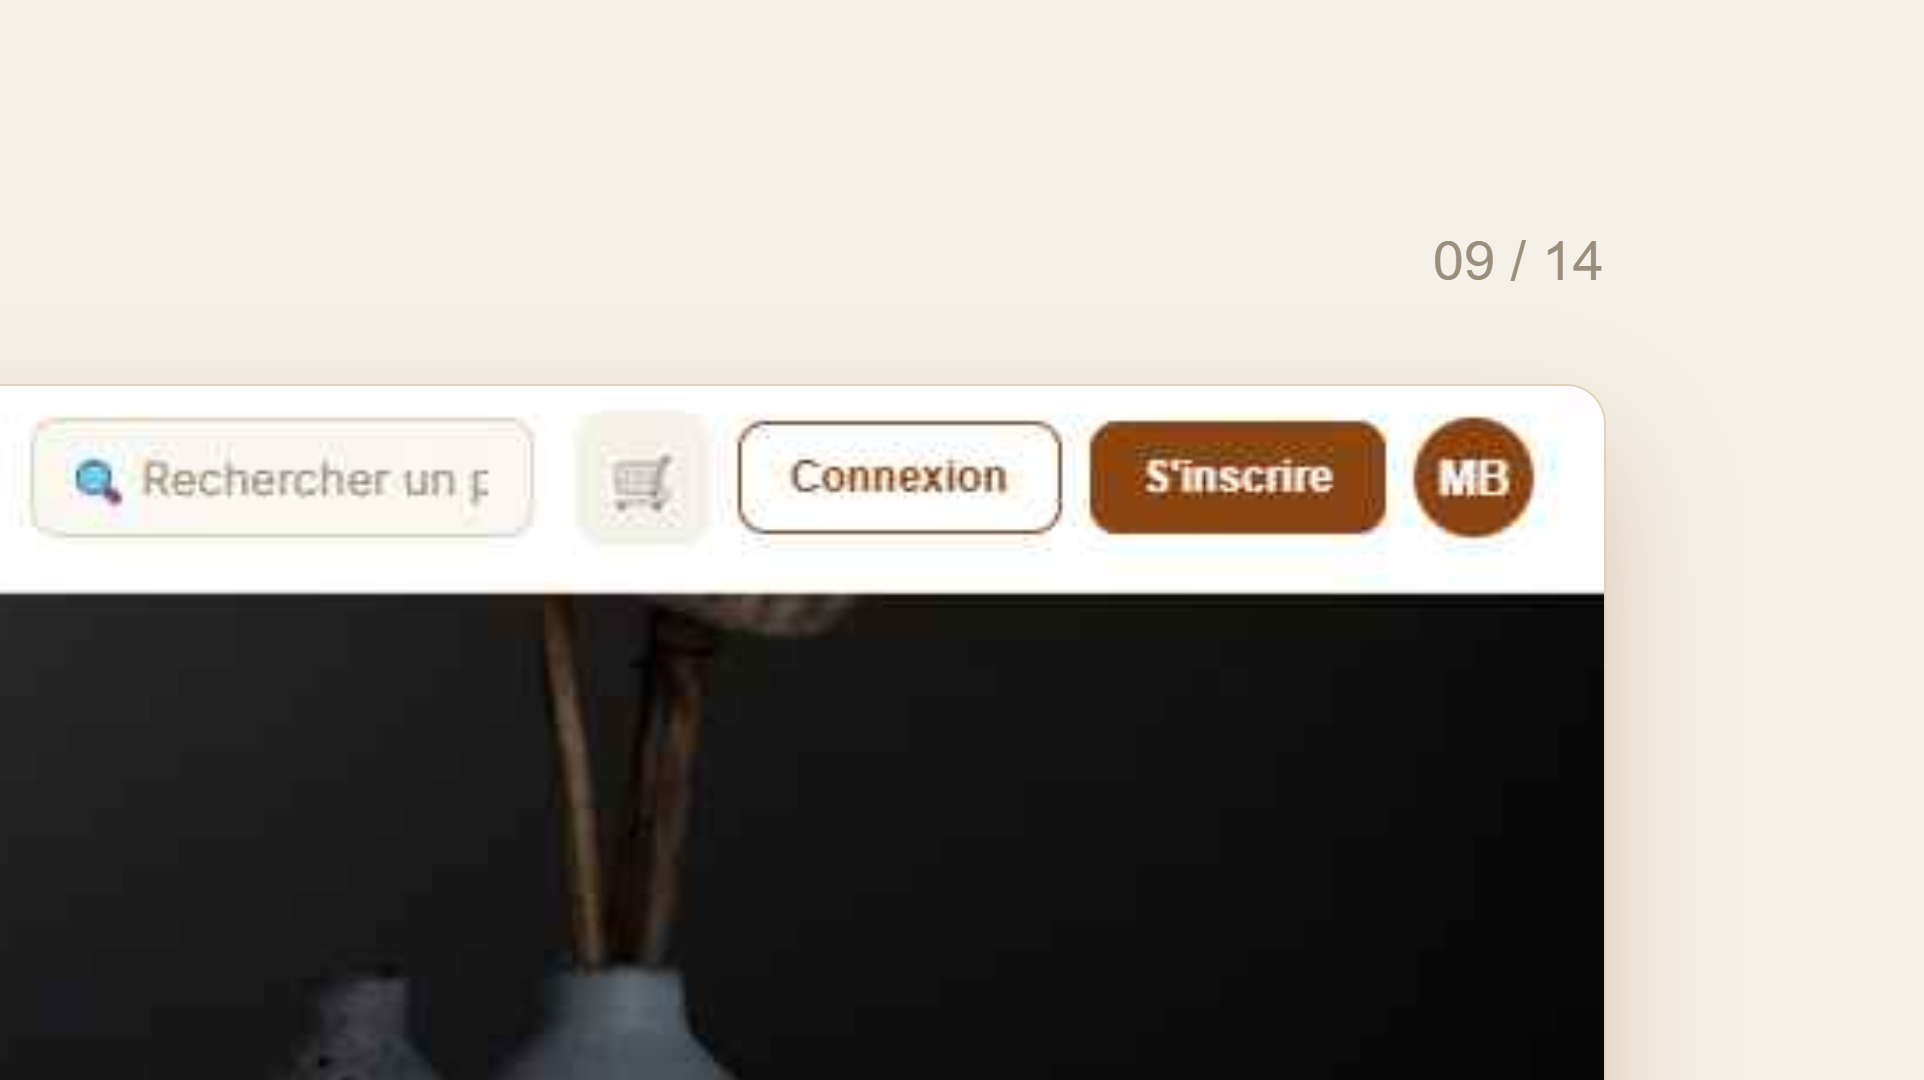 09 / 14
Rechercher un p
Connexion
S'inscrire
MB